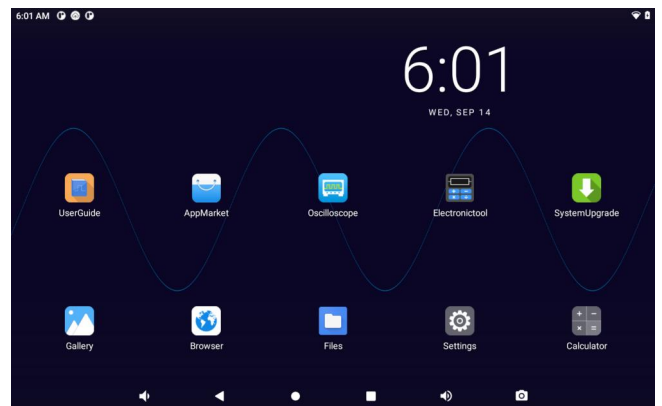 6:01 AM
6:01
WED, SEP 14
UserGuide
AppMarket
Oscilloscope
Electronictool
SystemUpgrade
Gallery
Browser
Files
Settings
Calculator